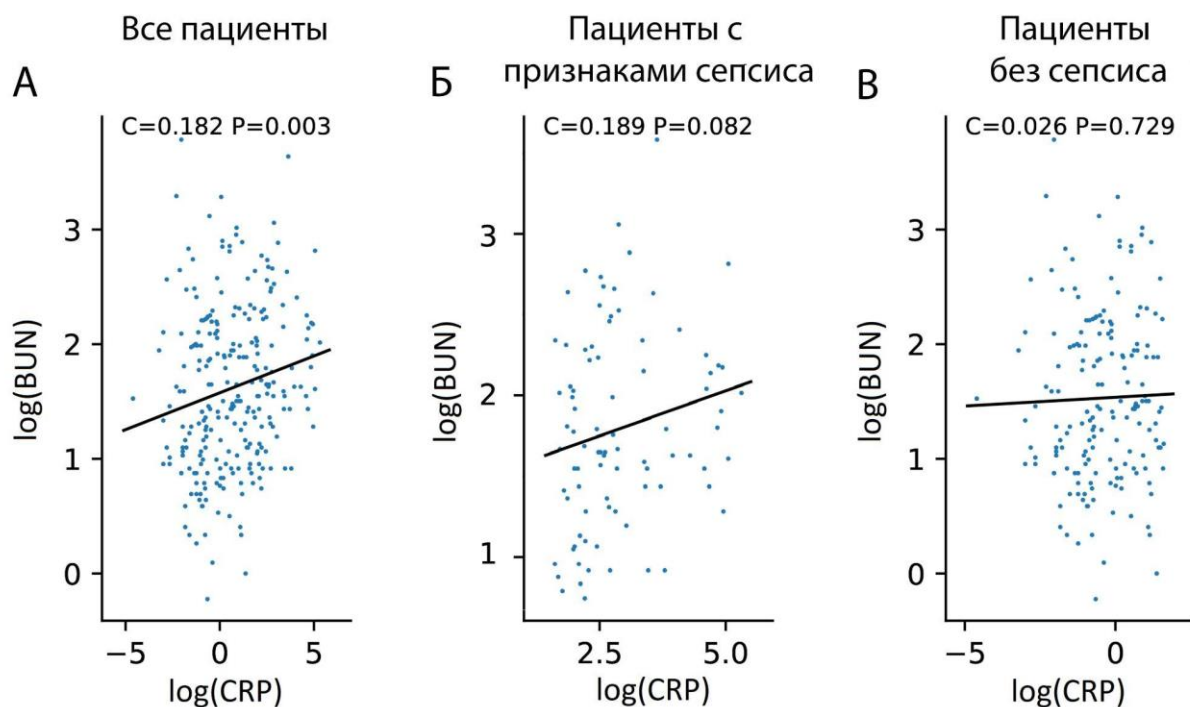 Все пациенты
Пациенты с
признаками сепсиса
Пациенты
без сепсиса
А
Б
В
C=0.182 P=0.003
C=0.189 P=0.082
C=0.026 P=0.729
3
2
1
0
log(BUN)
−5
0
5
log(CRP)
3
2
1
log(BUN)
2.5
5.0
log(CRP)
3
2
1
0
log(BUN)
−5
0
log(CRP)